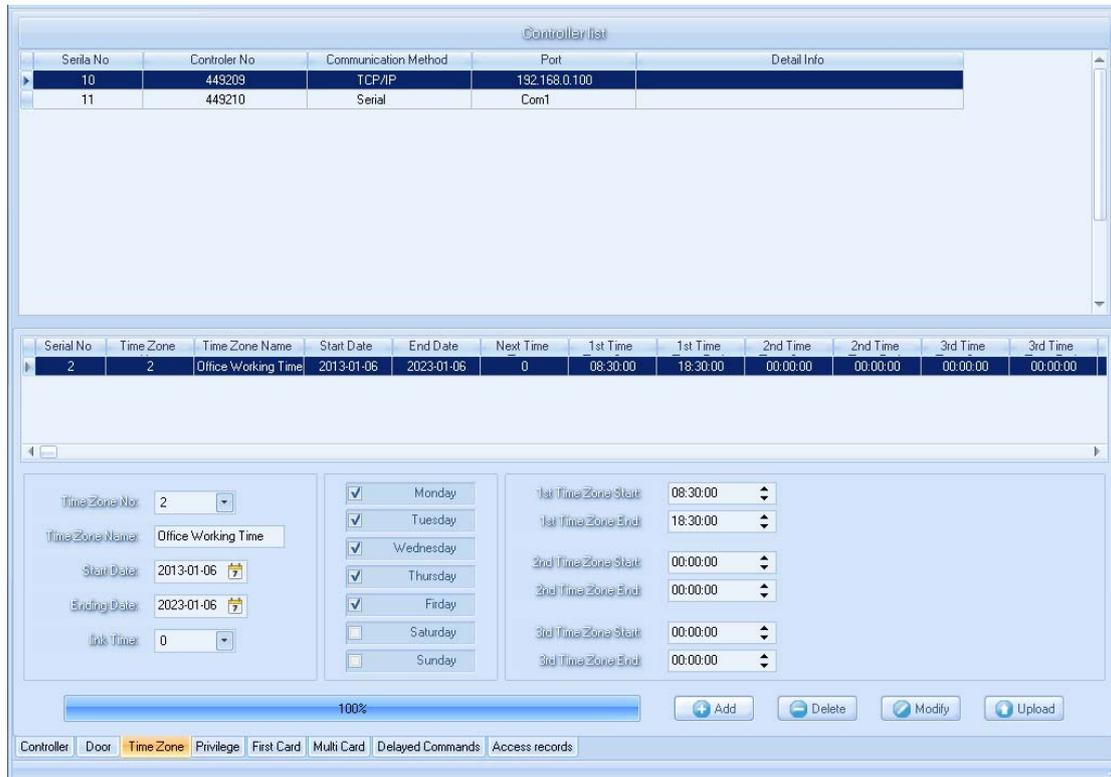 Controller list
Serila No Controler No Communication Method Port Detail Info
10 449209 TCP/IP 192.168.0.100
11 449210 Serial Com1
Serial No Time Zone Time Zone Name Start Date End Date Next Time 1st Time 1st Time 2nd Time 2nd Time 3rd Time 3rd Time
2 2 Office Working Time 2013-01-06 2023-01-06 0 08:30:00 18:30:00 00:00:00 00:00:00 00:00:00 00:00:00
Time Zone No: 2
Time Zone Name: Office Working Time
Start Date: 2013-01-06
Ending Date: 2023-01-06
link Time: 0
Monday
Tuesday
Wednesday
Thursday
Firday
Saturday
Sunday
1st Time Zone Start: 08:30:00
1st Time Zone End: 18:30:00
2nd Time Zone Start: 00:00:00
2nd Time Zone End: 00:00:00
3rd Time Zone Start: 00:00:00
3rd Time Zone End: 00:00:00
100% Add Delete Modify Upload
Controller Door Time Zone Privilege First Card Multi Card Delayed Commands Access records